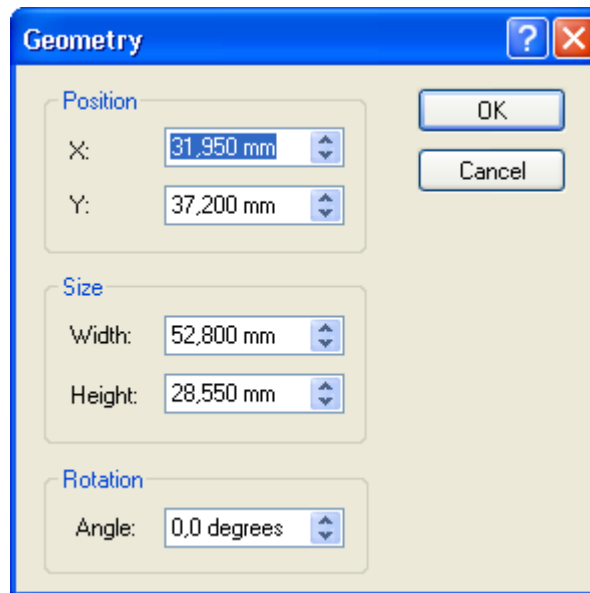 Geometry
Position
X: 31,950 mm
Y: 37,200 mm
OK
Cancel
Size
Width: 52,800 mm
Height: 28,550 mm
Rotation
Angle: 0,0 degrees